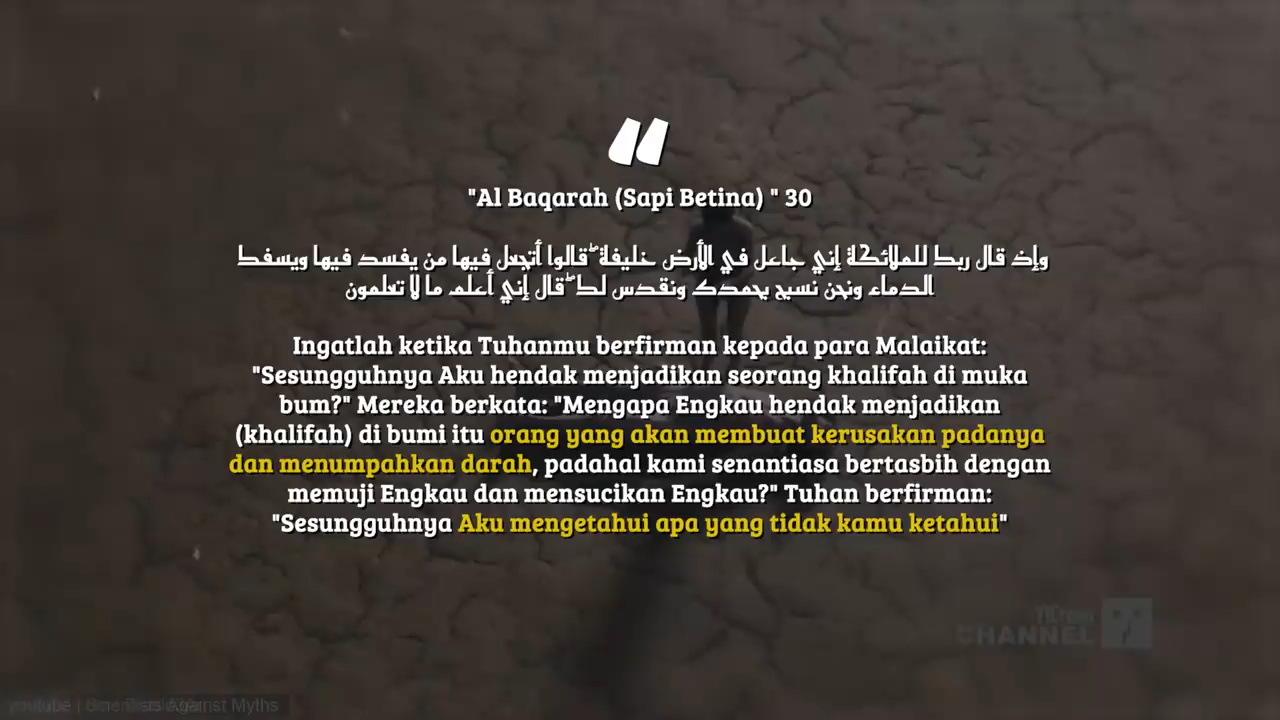 "Al Baqarah (Sapi Betina) " 30
وإذ قال ربك للملائكة إني جاعل في الأرض خليفة ۖ قالوا أتجعل فيها من يفسد فيها ويسفك
الدماء ونحن نسبح بحمدك ونقدس لك ۖ قال إني أعلم ما لا تعلمون
Ingatlah ketika Tuhanmu berfirman kepada para Malaikat:
"Sesungguhnya Aku hendak menjadikan seorang khalifah di muka
bum?" Mereka berkata: "Mengapa Engkau hendak menjadikan
(khalifah) di bumi itu orang yang akan membuat kerusakan padanya
dan menumpahkan darah, padahal kami senantiasa bertasbih dengan
memuji Engkau dan mensucikan Engkau?" Tuhan berfirman:
"Sesungguhnya Aku mengetahui apa yang tidak kamu ketahui"
CHANNEL
youtube | Against Myths